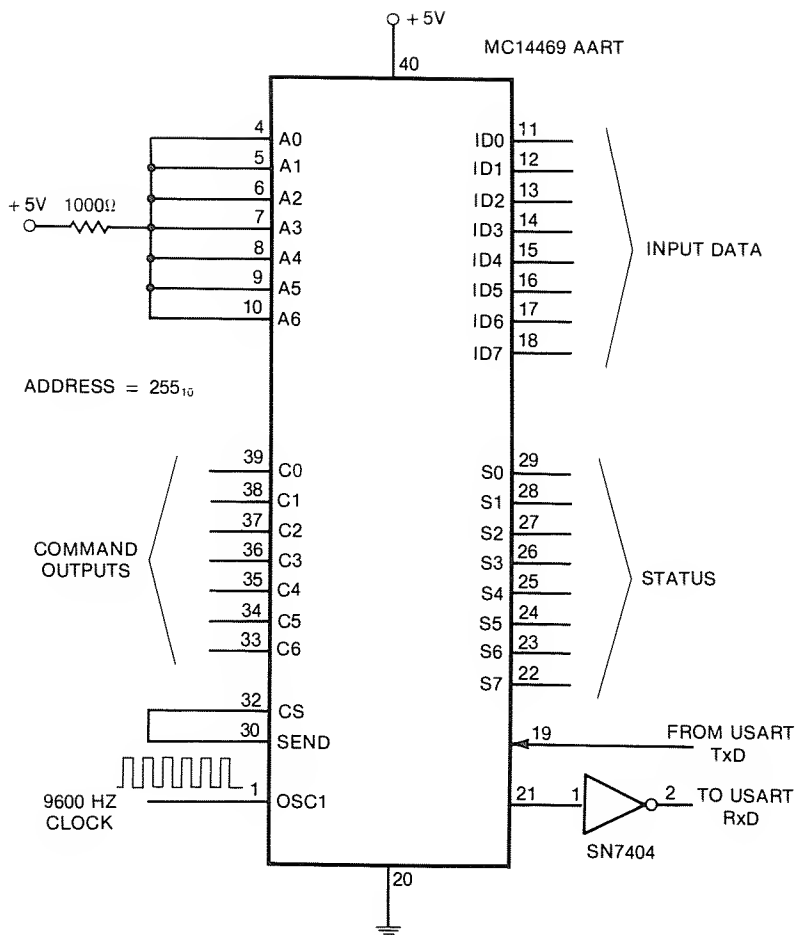 + 5V
MC14469 AART
40
4 A0
5 A1
6 A2
7 A3
8 A4
9 A5
10 A6
+ 5V 1000Ω
ID0 11
ID1 12
ID2 13
ID3 14
ID4 15
ID5 16
ID6 17
ID7 18
INPUT DATA
ADDRESS = 255₁₀
39 C0
38 C1
37 C2
36 C3
35 C4
34 C5
33 C6
COMMAND
OUTPUTS
S0 29
S1 28
S2 27
S3 26
S4 25
S5 24
S6 23
S7 22
STATUS
32 CS
30 SEND
1 OSC1
9600 HZ
CLOCK
19
FROM USART
TxD
21 1 2
TO USART
RxD
SN7404
20